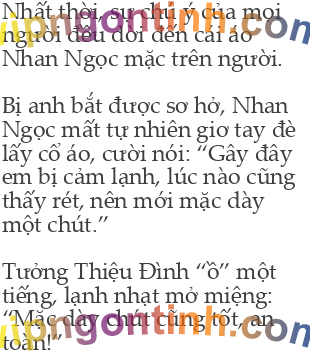 Nhất thời, sự chú ý của mọi
người đều dời đến cái áo
Nhan Ngọc mặc trên người.
Bị anh bắt được sơ hở, Nhan
Ngọc mất tự nhiên giơ tay đè
lấy cổ áo, cười nói: “Gây đây
em bị cảm lạnh, lúc nào cũng
thấy rét, nên mới mặc dày
một chút.”
Tưởng Thiệu Đình “ồ” một
tiếng, lạnh nhạt mở miệng:
“Mặc dày chút cũng tốt, an
toàn!”
vipngontinh.com
vipngontinh.com